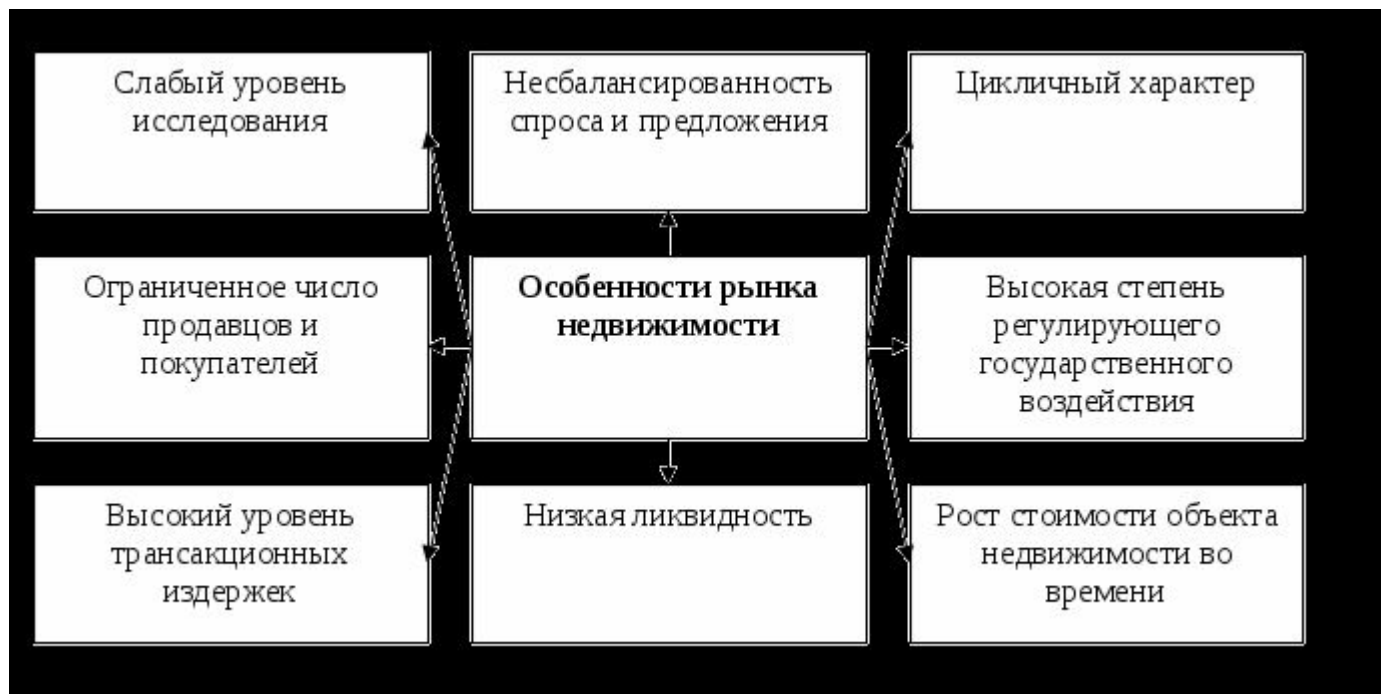 Слабый уровень
исследования
Несбалансированность
спроса и предложения
Цикличный характер
Ограниченное число
продавцов и
покупателей
Особенности рынка
недвижимости
Высокая степень
регулирующего
государственного
воздействия
Высокий уровень
трансакционных
издержек
Низкая ликвидность
Рост стоимости объекта
недвижимости во
времени